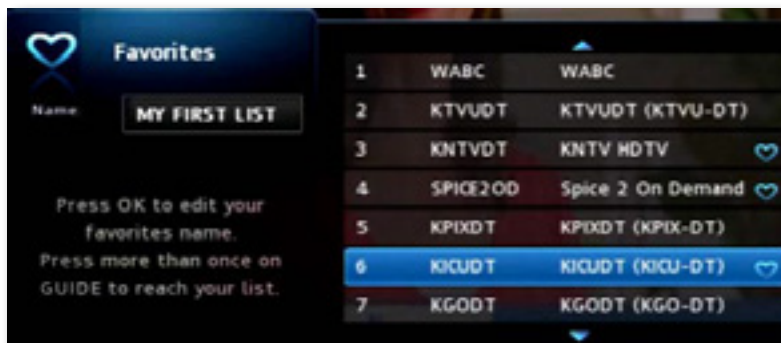 Favorites
Name
MY FIRST LIST
Press OK to edit your
favorites name.
Press more than once on
GUIDE to reach your list.
1 WABC WABC
2 KTVUDT KTVUDT (KTVU-DT)
3 KNTVDT KNTV HDTV
4 SPICE2OD Spice 2 On Demand
5 KPIXDT KPIXDT (KPIX-DT)
6 KICUDT KICUDT (KICU-DT)
7 KGODT KGODT (KGO-DT)